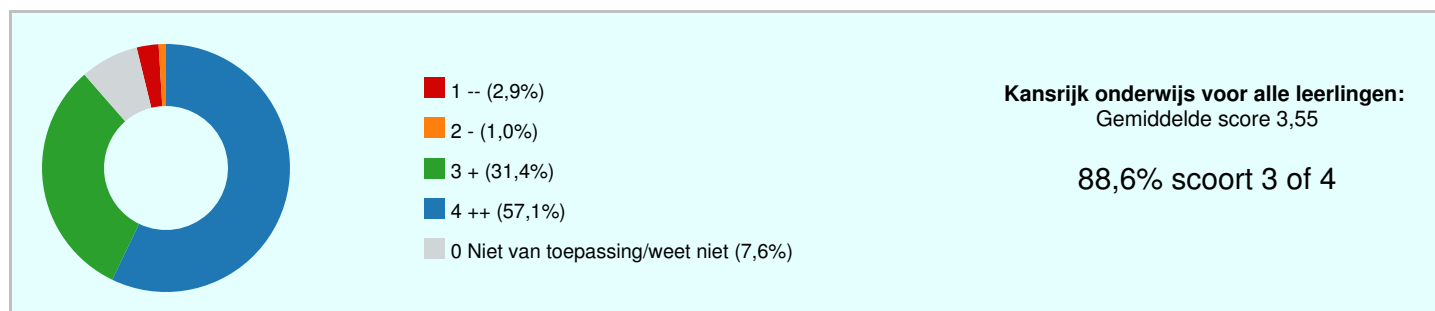 1 -- (2,9%)
2 - (1,0%)
3 + (31,4%)
4 ++ (57,1%)
0 Niet van toepassing/weet niet (7,6%)
Kansrijk onderwijs voor alle leerlingen:
Gemiddelde score 3,55
88,6% scoort 3 of 4